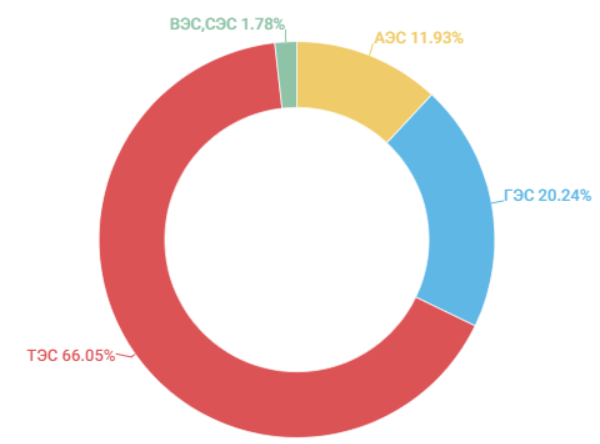 ВЭС,СЭС 1.78%
АЭС 11.93%
ГЭС 20.24%
ТЭС 66.05%